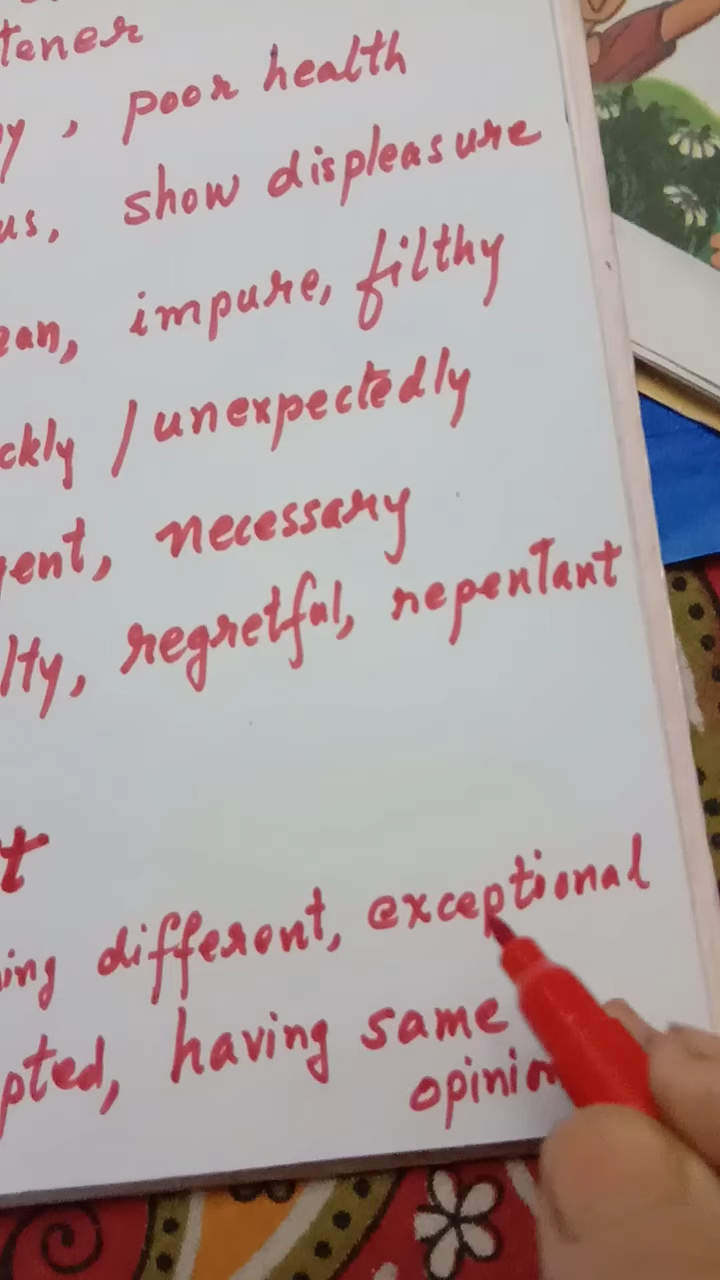 tener
y, poor health
us, show displeasure
ean, impure, filthy
ckly / unexpectedly
gent, necessary
lty, regretful, repentant
t
ing different, exceptional
pted, having same
opinion